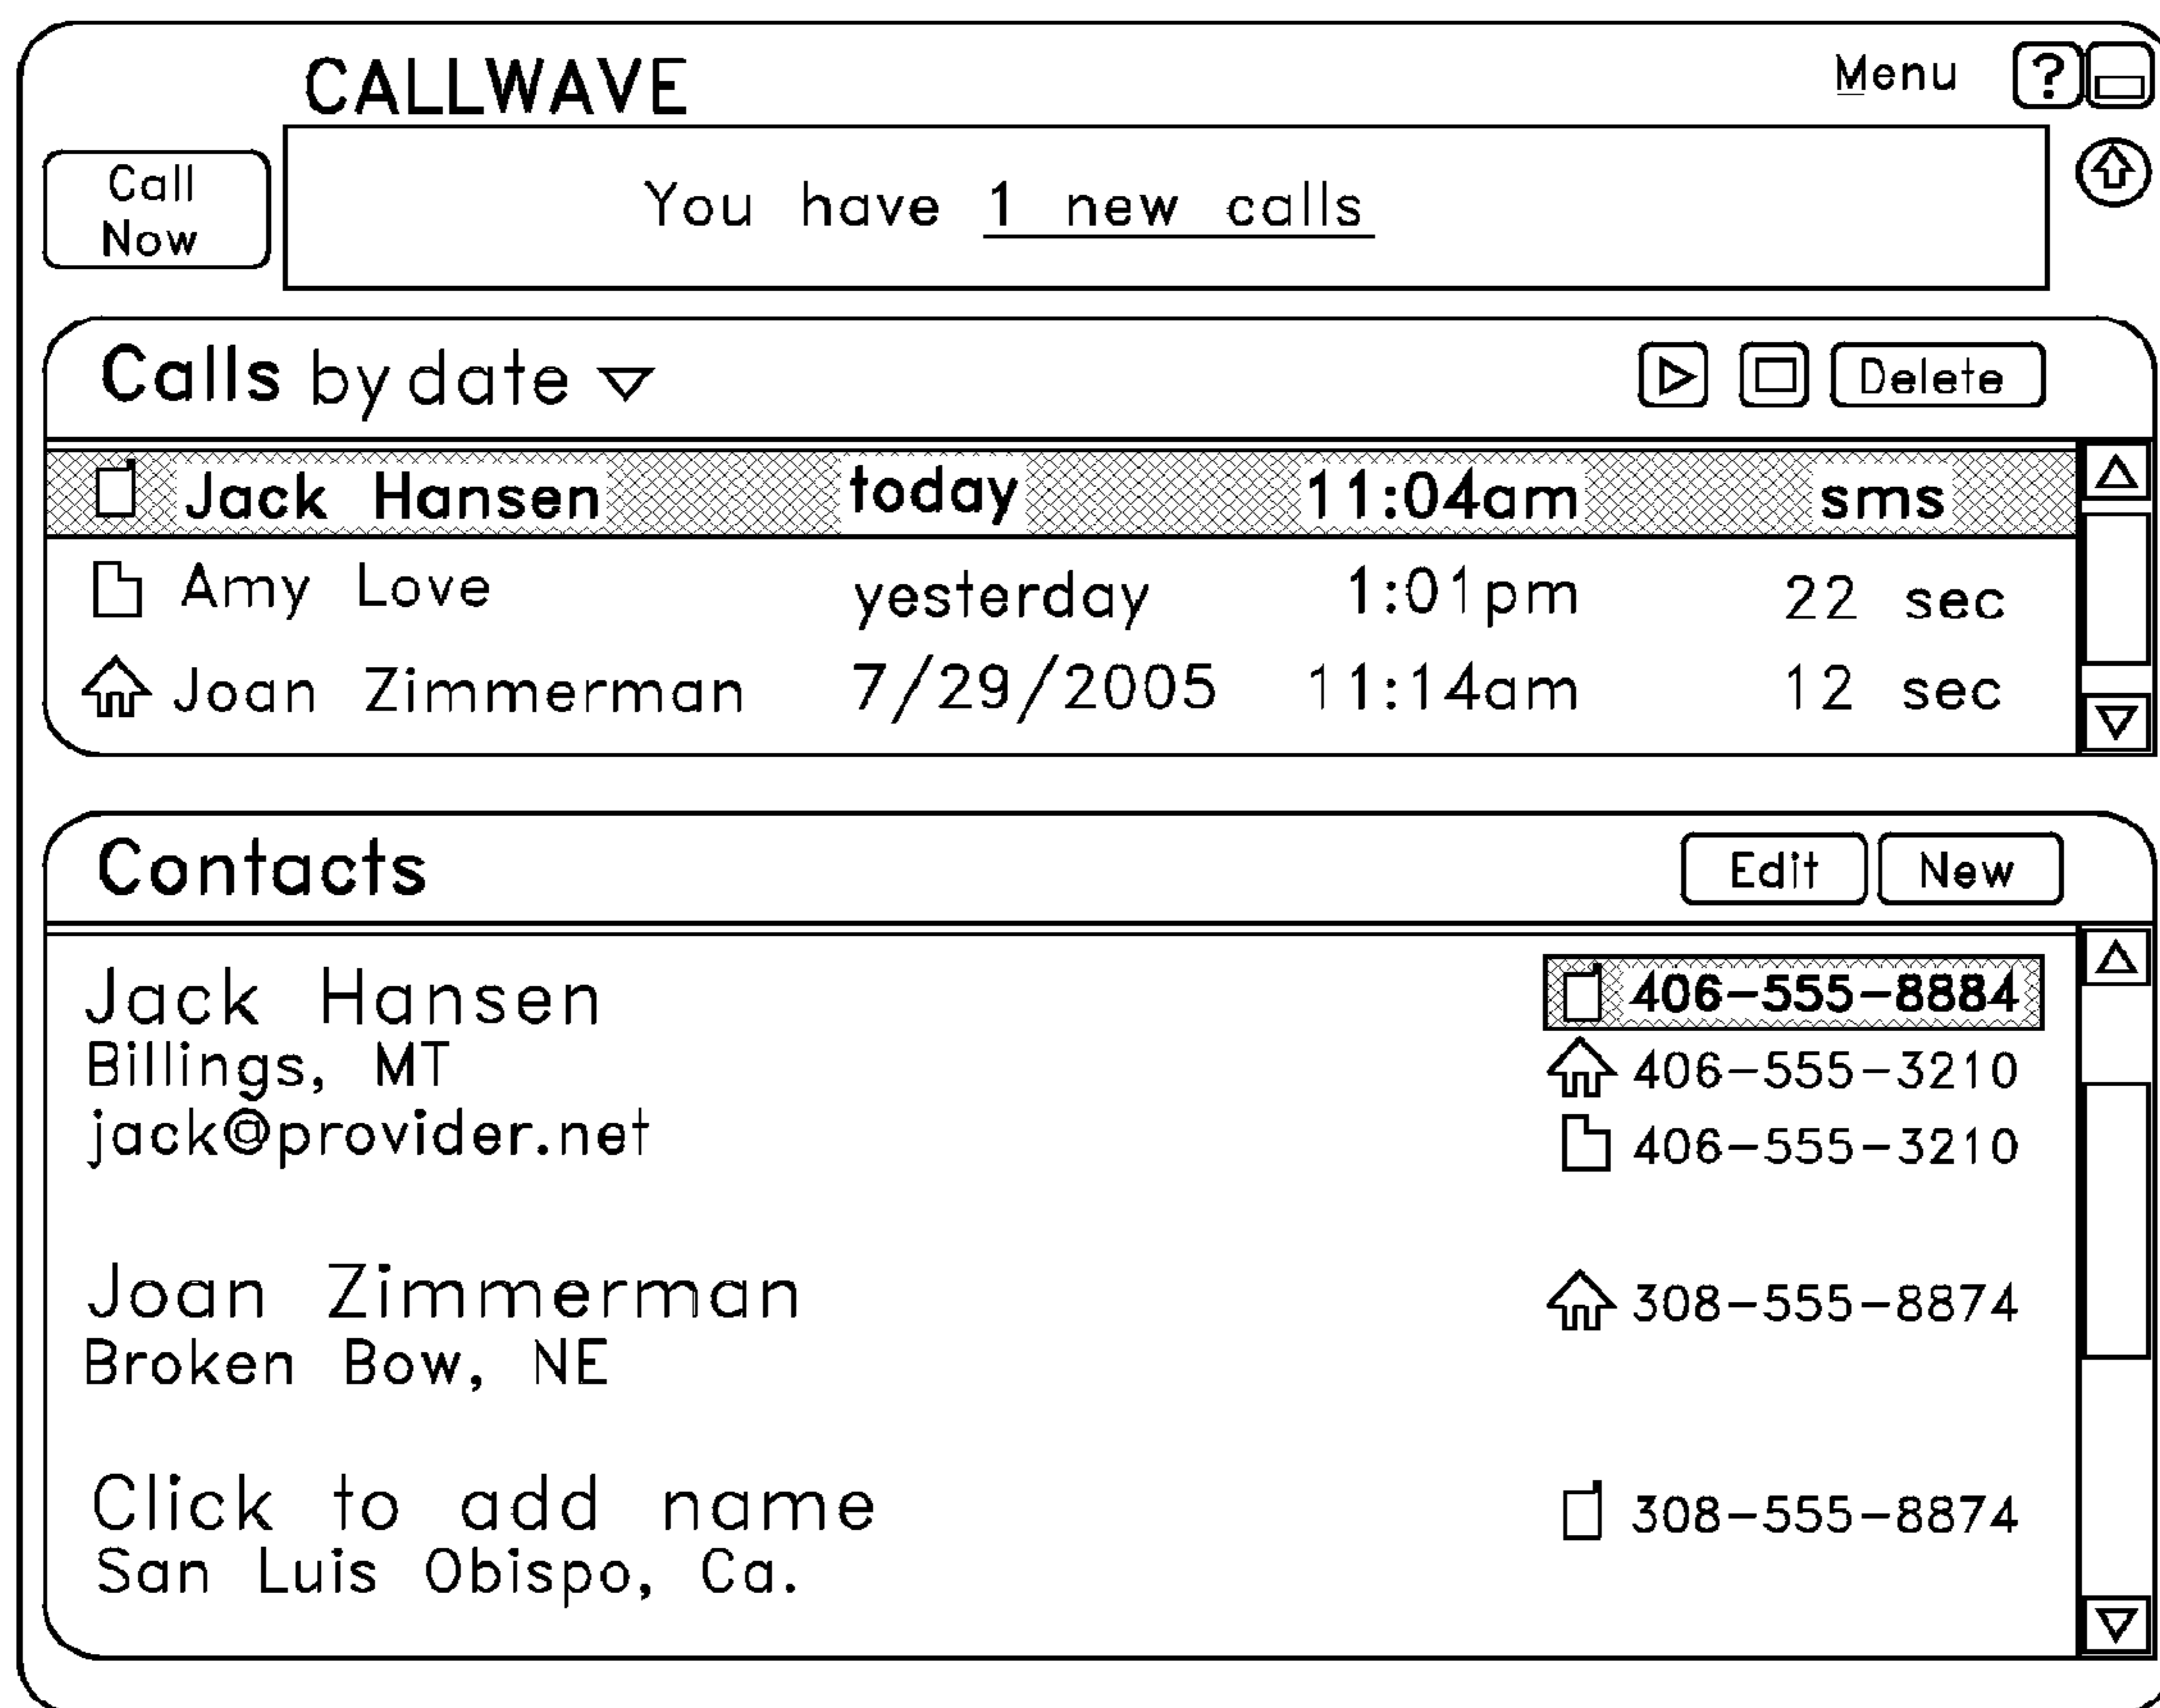 CALLWAVE Menu ?
Call
Now
You have 1 new calls
Calls by date Delete
Jack Hansen today 11:04am sms
Amy Love yesterday 1:01pm 22 sec
Joan Zimmerman 7/29/2005 11:14am 12 sec
Contacts Edit New
Jack Hansen 406-555-8884
Billings, MT 406-555-3210
jack@provider.net 406-555-3210
Joan Zimmerman 308-555-8874
Broken Bow, NE
Click to add name 308-555-8874
San Luis Obispo, Ca.